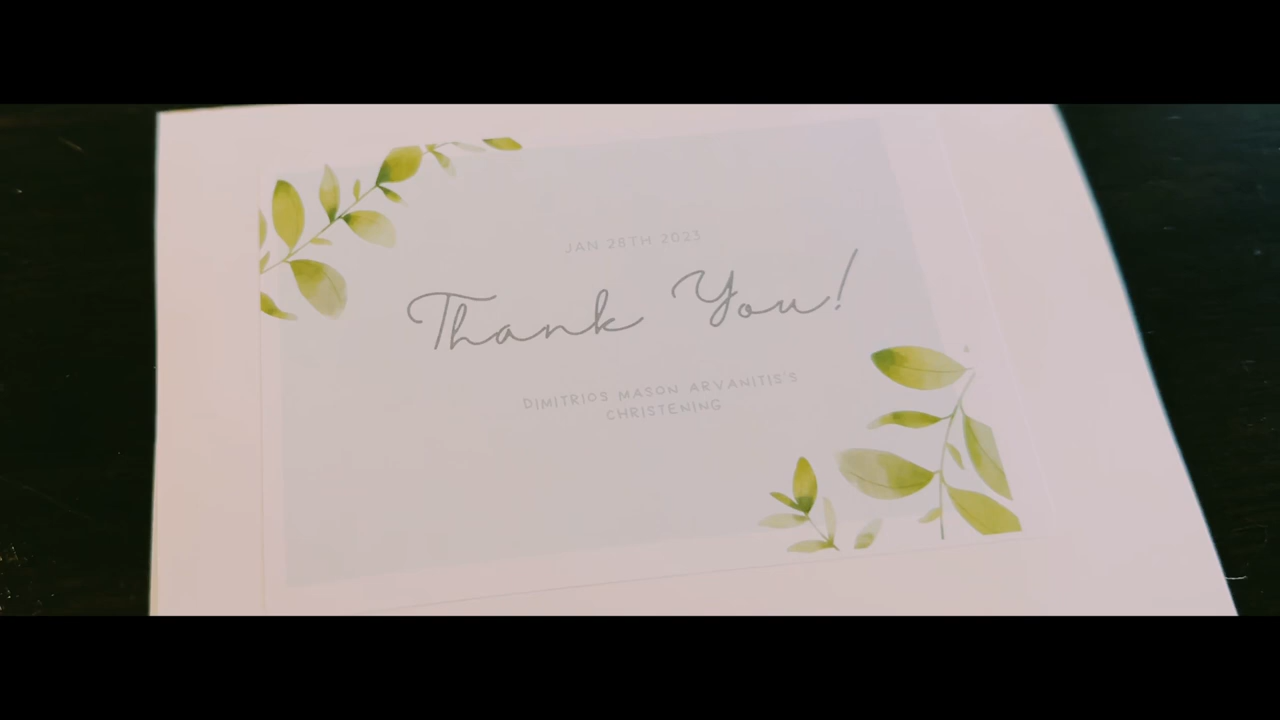 JAN 28TH 2023
Thank You!
DIMITRIOS MASON ARVANITIS'S
CHRISTENING